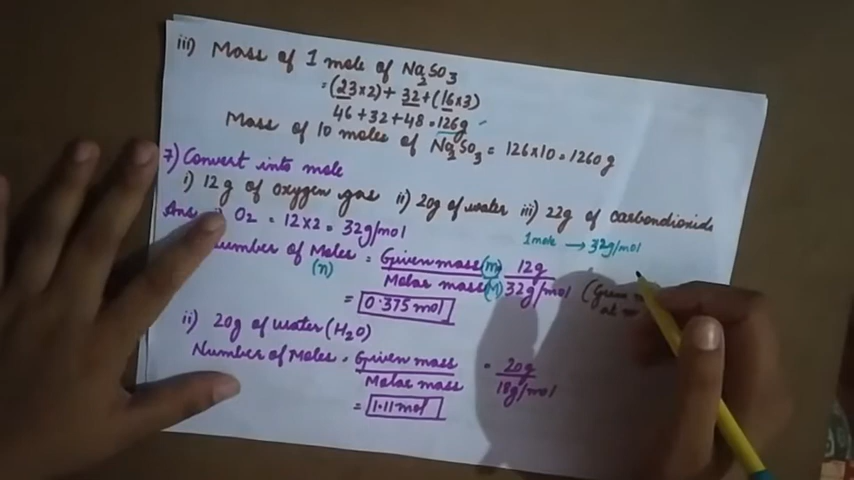 iii) Mass of 1 mole of Na2SO3
= (23×2) + 32 + (16×3)
46 + 32 + 48 = 126g
Mass of 10 moles of Na2SO3 = 126×10 = 1260g
7) Convert into mole
i) 12g of oxygen gas ii) 20g of water iii) 22g of carbondioxide
Ans O2 = 12×2 = 32g/mol 1 mole → 32g/mol
Number of Moles = Given mass (m) 12g
(n) Molar mass (M) 32g/mol
= 0.375 mol
ii) 20g of water (H2O)
Number of Moles = Given mass = 20g
Molar mass 18g/mol
= 1.11 mol